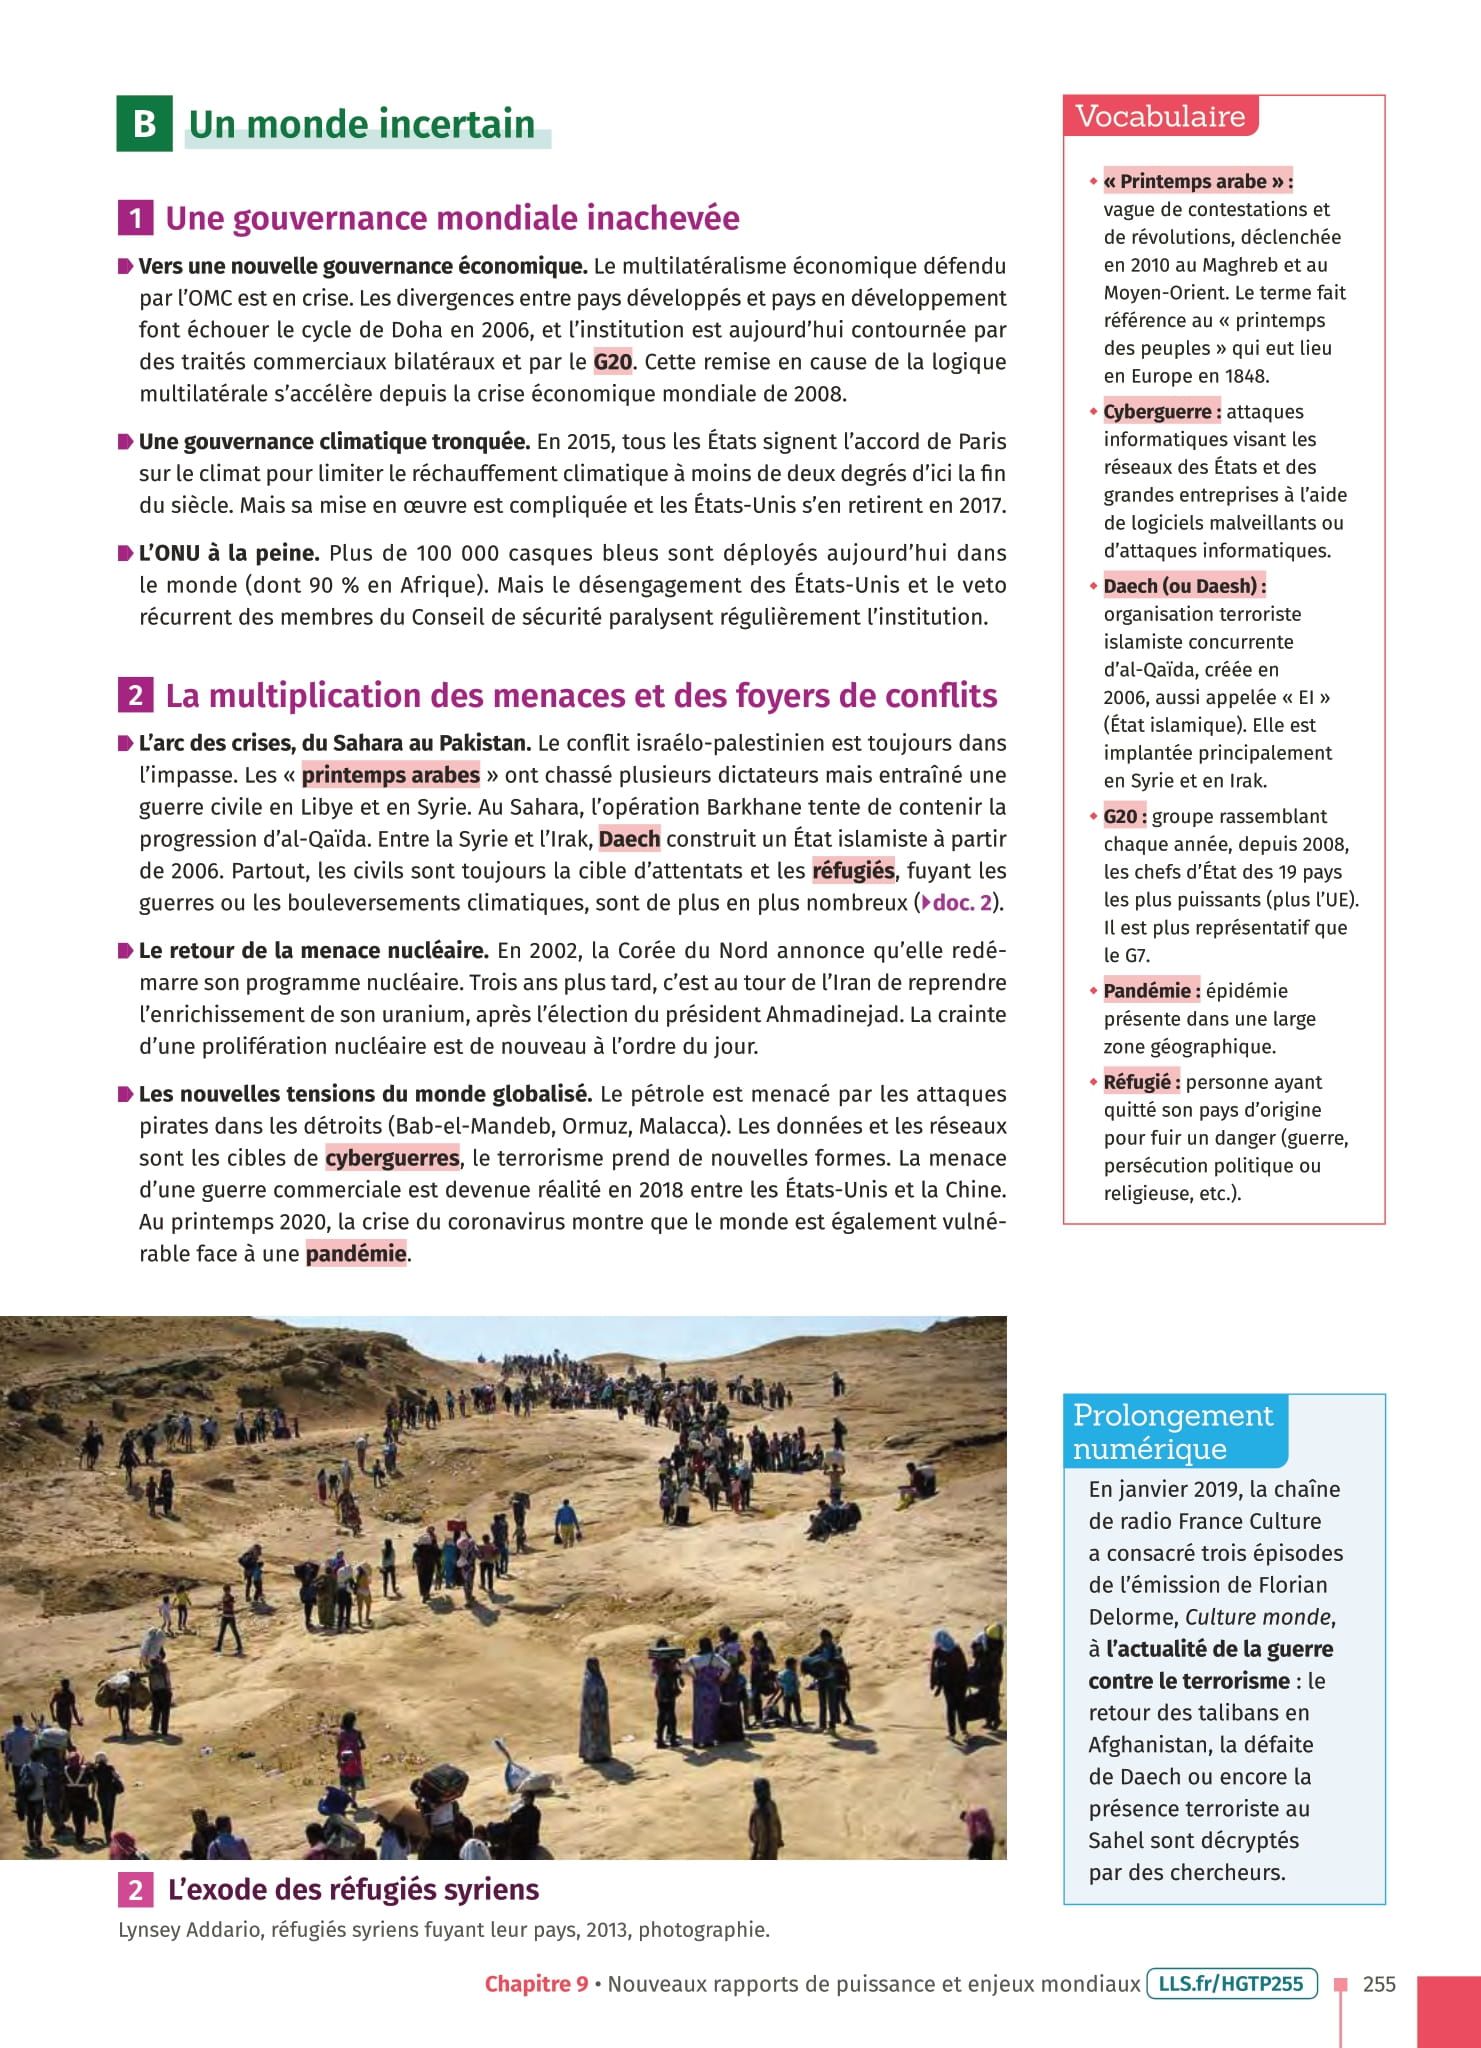 B Un monde incertain
1 Une gouvernance mondiale inachevée
Vers une nouvelle gouvernance économique. Le multilatéralisme économique défendu
par l’OMC est en crise. Les divergences entre pays développés et pays en développement
font échouer le cycle de Doha en 2006, et l’institution est aujourd’hui contournée par
des traités commerciaux bilatéraux et par le G20. Cette remise en cause de la logique
multilatérale s’accélère depuis la crise économique mondiale de 2008.
Une gouvernance climatique tronquée. En 2015, tous les États signent l’accord de Paris
sur le climat pour limiter le réchauffement climatique à moins de deux degrés d’ici la fin
du siècle. Mais sa mise en œuvre est compliquée et les États-Unis s’en retirent en 2017.
L’ONU à la peine. Plus de 100 000 casques bleus sont déployés aujourd’hui dans
le monde (dont 90 % en Afrique). Mais le désengagement des États-Unis et le veto
récurrent des membres du Conseil de sécurité paralysent régulièrement l’institution.
2 La multiplication des menaces et des foyers de conflits
L’arc des crises, du Sahara au Pakistan. Le conflit israélo-palestinien est toujours dans
l’impasse. Les « printemps arabes » ont chassé plusieurs dictateurs mais entraîné une
guerre civile en Libye et en Syrie. Au Sahara, l’opération Barkhane tente de contenir la
progression d’al-Qaïda. Entre la Syrie et l’Irak, Daech construit un État islamiste à partir
de 2006. Partout, les civils sont toujours la cible d’attentats et les réfugiés, fuyant les
guerres ou les bouleversements climatiques, sont de plus en plus nombreux (doc. 2).
Le retour de la menace nucléaire. En 2002, la Corée du Nord annonce qu’elle redé-
marre son programme nucléaire. Trois ans plus tard, c’est au tour de l’Iran de reprendre
l’enrichissement de son uranium, après l’élection du président Ahmadinejad. La crainte
d’une prolifération nucléaire est de nouveau à l’ordre du jour.
Les nouvelles tensions du monde globalisé. Le pétrole est menacé par les attaques
pirates dans les détroits (Bab-el-Mandeb, Ormuz, Malacca). Les données et les réseaux
sont les cibles de cyberguerres, le terrorisme prend de nouvelles formes. La menace
d’une guerre commerciale est devenue réalité en 2018 entre les États-Unis et la Chine.
Au printemps 2020, la crise du coronavirus montre que le monde est également vulné-
rable face à une pandémie.
Vocabulaire
« Printemps arabe » :
vague de contestations et
de révolutions, déclenchée
en 2010 au Maghreb et au
Moyen-Orient. Le terme fait
référence au « printemps
des peuples » qui eut lieu
en Europe en 1848.
Cyberguerre : attaques
informatiques visant les
réseaux des États et des
grandes entreprises à l’aide
de logiciels malveillants ou
d’attaques informatiques.
Daech (ou Daesh) :
organisation terroriste
islamiste concurrente
d’al-Qaïda, créée en
2006, aussi appelée « EI »
(État islamique). Elle est
implantée principalement
en Syrie et en Irak.
G20 : groupe rassemblant
chaque année, depuis 2008,
les chefs d’État des 19 pays
les plus puissants (plus l’UE).
Il est plus représentatif que
le G7.
Pandémie : épidémie
présente dans une large
zone géographique.
Réfugié : personne ayant
quitté son pays d’origine
pour fuir un danger (guerre,
persécution politique ou
religieuse, etc.).
Prolongement
numérique
En janvier 2019, la chaîne
de radio France Culture
a consacré trois épisodes
de l’émission de Florian
Delorme, Culture monde,
à l’actualité de la guerre
contre le terrorisme : le
retour des talibans en
Afghanistan, la défaite
de Daech ou encore la
présence terroriste au
Sahel sont décryptés
par des chercheurs.
2 L’exode des réfugiés syriens
Lynsey Addario, réfugiés syriens fuyant leur pays, 2013, photographie.
Chapitre 9 • Nouveaux rapports de puissance et enjeux mondiaux LLS.fr/HGTP255 255